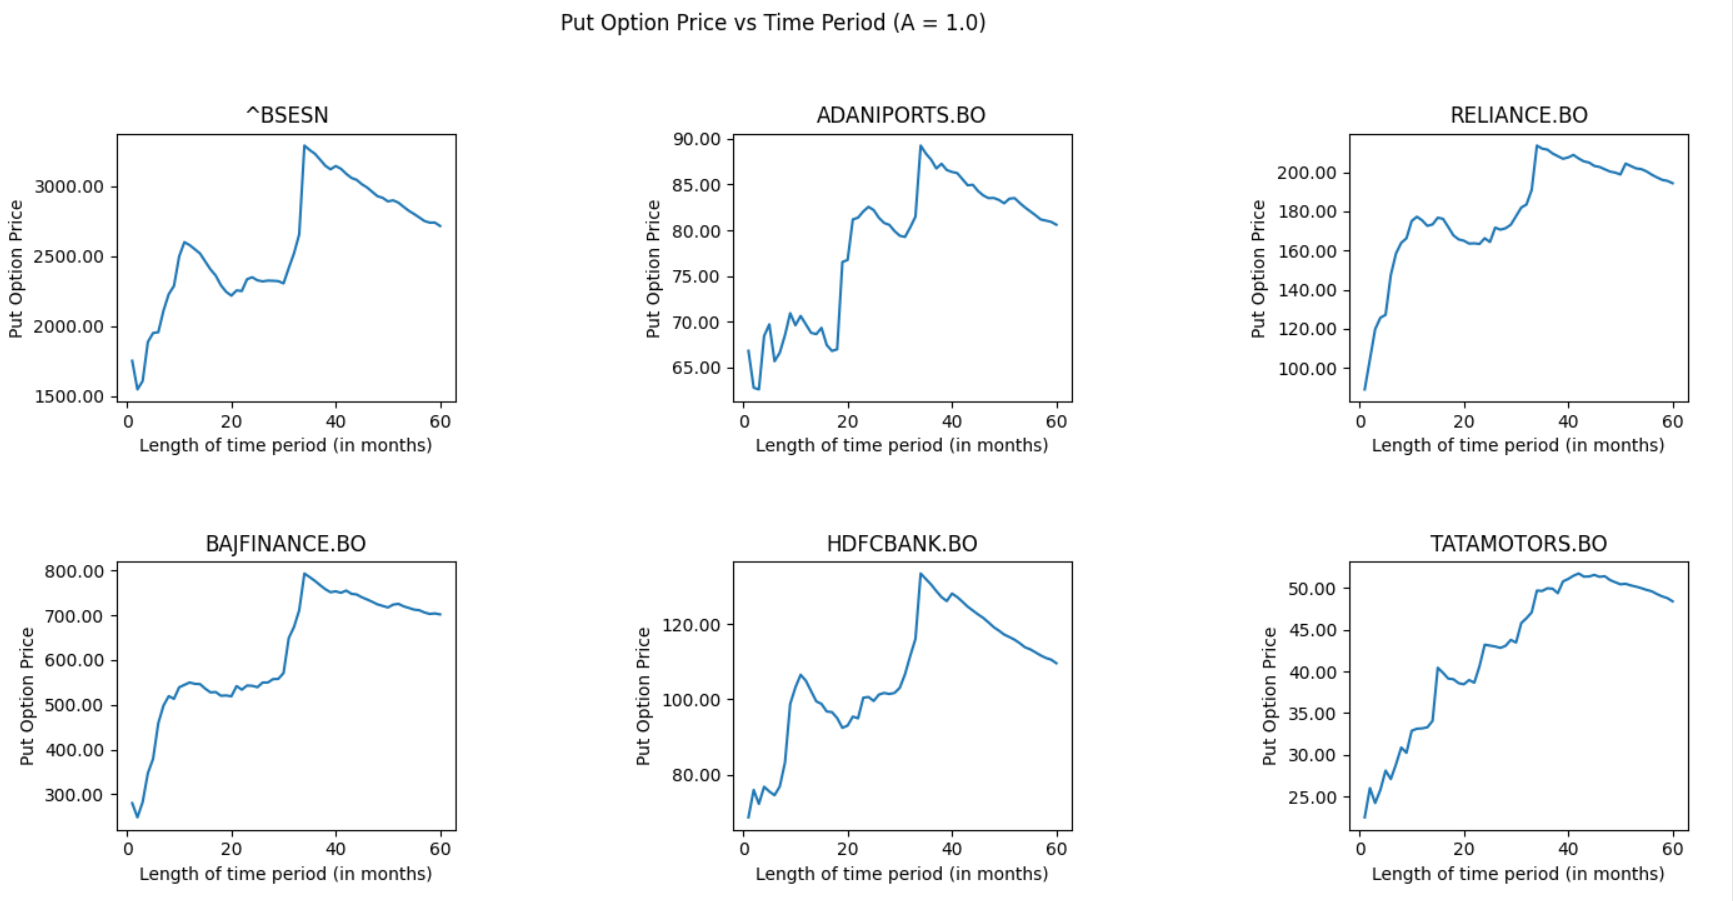 Put Option Price vs Time Period (A = 1.0)
^BSESN
Put Option Price
3000.00
2500.00
2000.00
1500.00
0 20 40 60
Length of time period (in months)
ADANIPORTS.BO
Put Option Price
90.00
85.00
80.00
75.00
70.00
65.00
0 20 40 60
Length of time period (in months)
RELIANCE.BO
Put Option Price
200.00
180.00
160.00
140.00
120.00
100.00
0 20 40 60
Length of time period (in months)
BAJFINANCE.BO
Put Option Price
800.00
700.00
600.00
500.00
400.00
300.00
0 20 40 60
Length of time period (in months)
HDFCBANK.BO
Put Option Price
120.00
100.00
80.00
0 20 40 60
Length of time period (in months)
TATAMOTORS.BO
Put Option Price
50.00
45.00
40.00
35.00
30.00
25.00
0 20 40 60
Length of time period (in months)